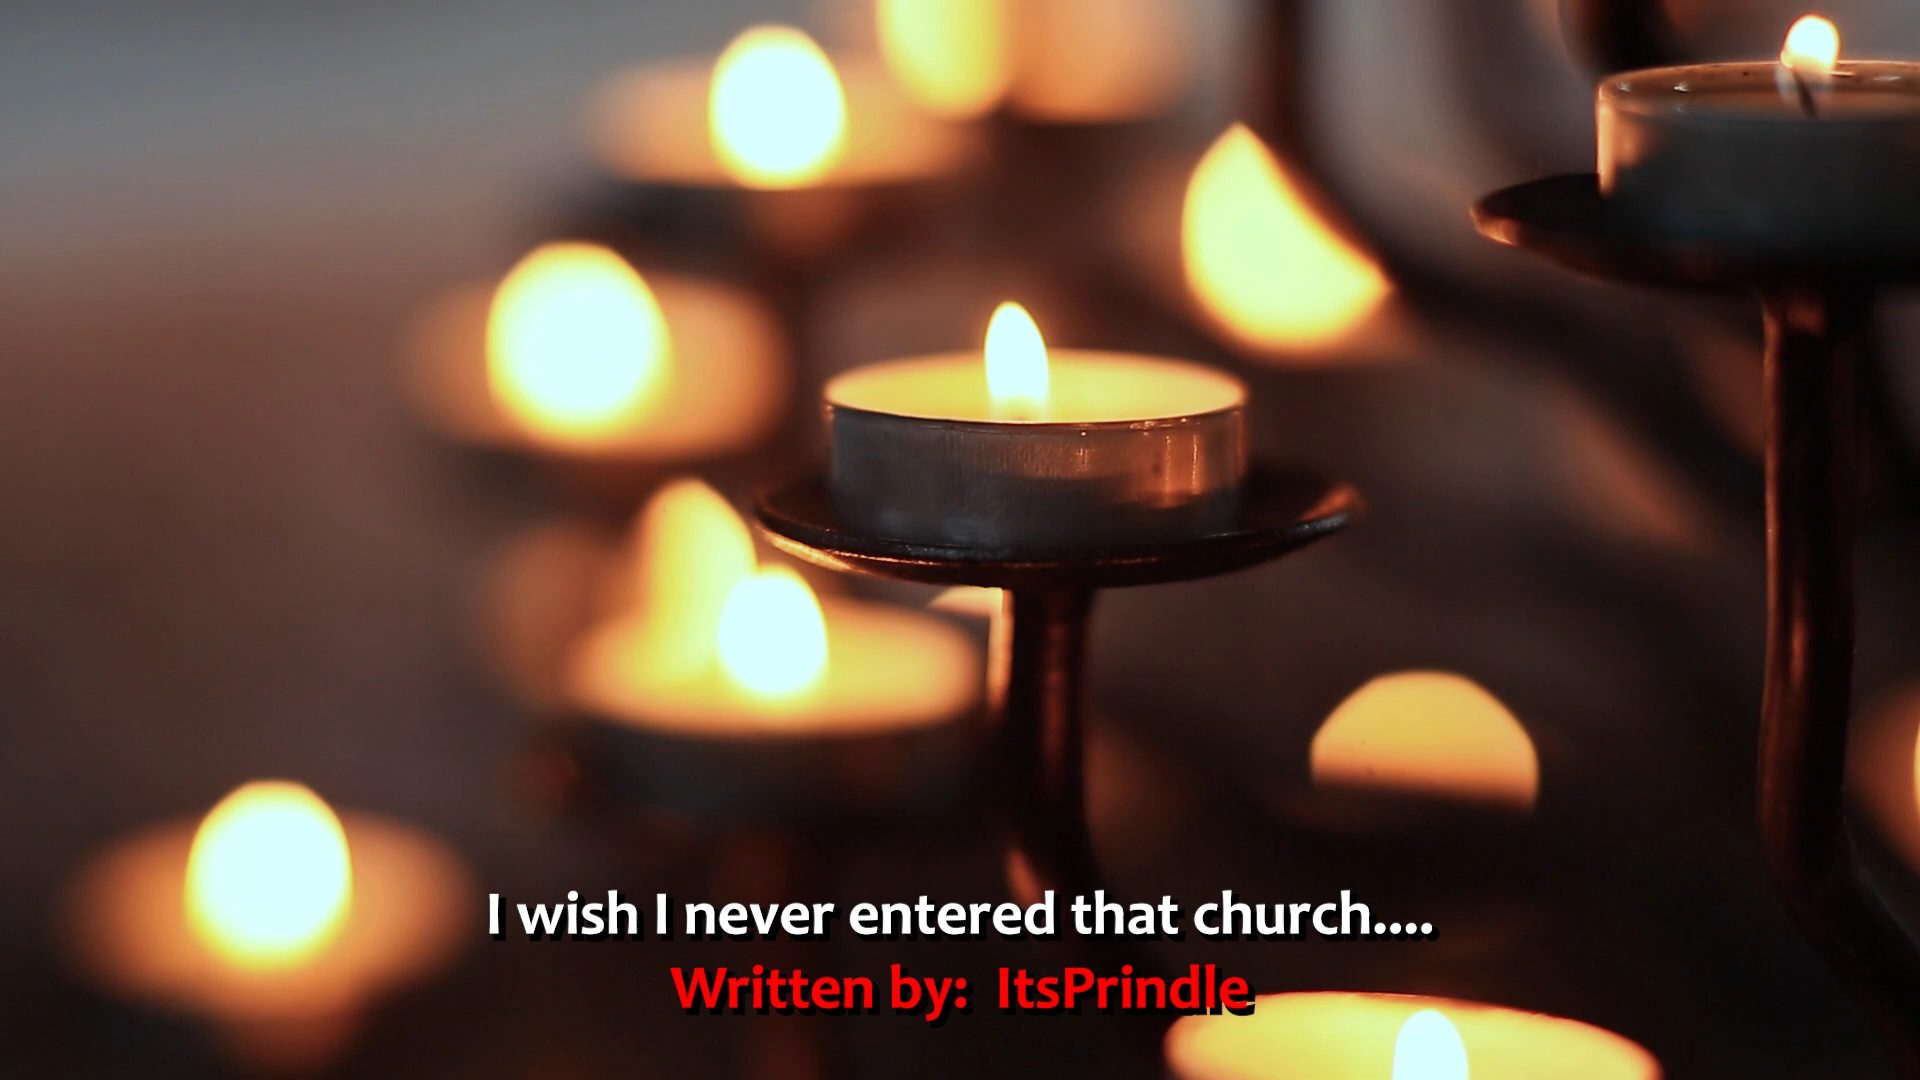 I wish I never entered that church....
Written by: ItsPrindle